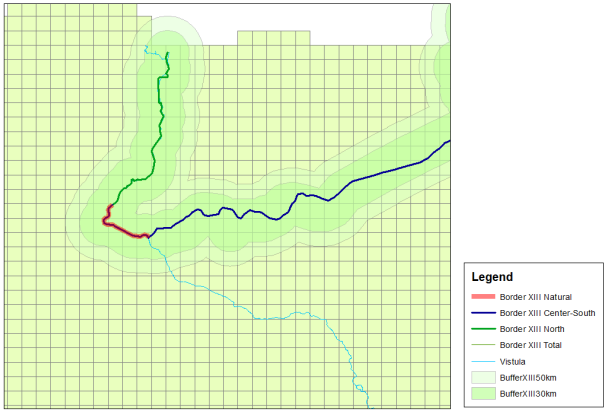 Legend
Border XIII Natural
Border XIII Center-South
Border XIII North
Border XIII Total
Vistula
BufferXIII50km
BufferXIII30km